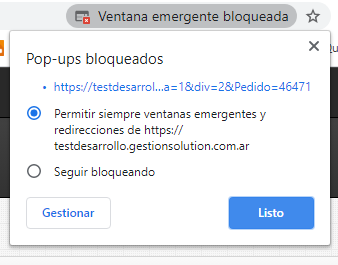 Ventana emergente bloqueada
Pop-ups bloqueados
https://testdesarrol...a=1&div=2&Pedido=46471
Permitir siempre ventanas emergentes y
redirecciones de https://
testdesarrollo.gestionsolution.com.ar
Seguir bloqueando
Gestionar
Listo